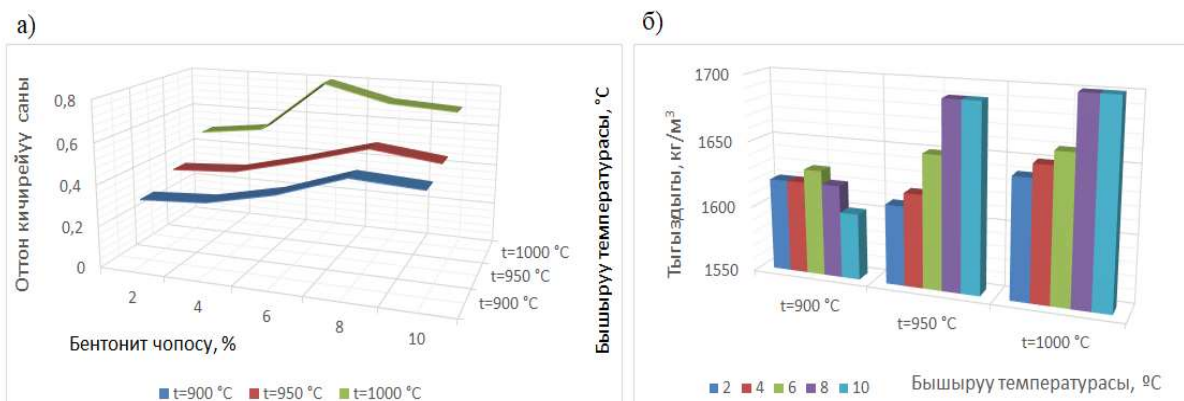 а)
Оттон кичирейүү саны
0,8
0,6
0,4
0,2
0
2
4
6
8
10
t=1000 °C
t=950 °C
t=900 °C
Бентонит чопосу, %
Бышыруу температурасы, °C
t=900 °C t=950 °C t=1000 °C
б)
Тыгыздыгы, кг/м³
1700
1650
1600
1550
t=900 °C
t=950 °C
t=1000 °C
2 4 6 8 10
Бышыруу температурасы, ºC